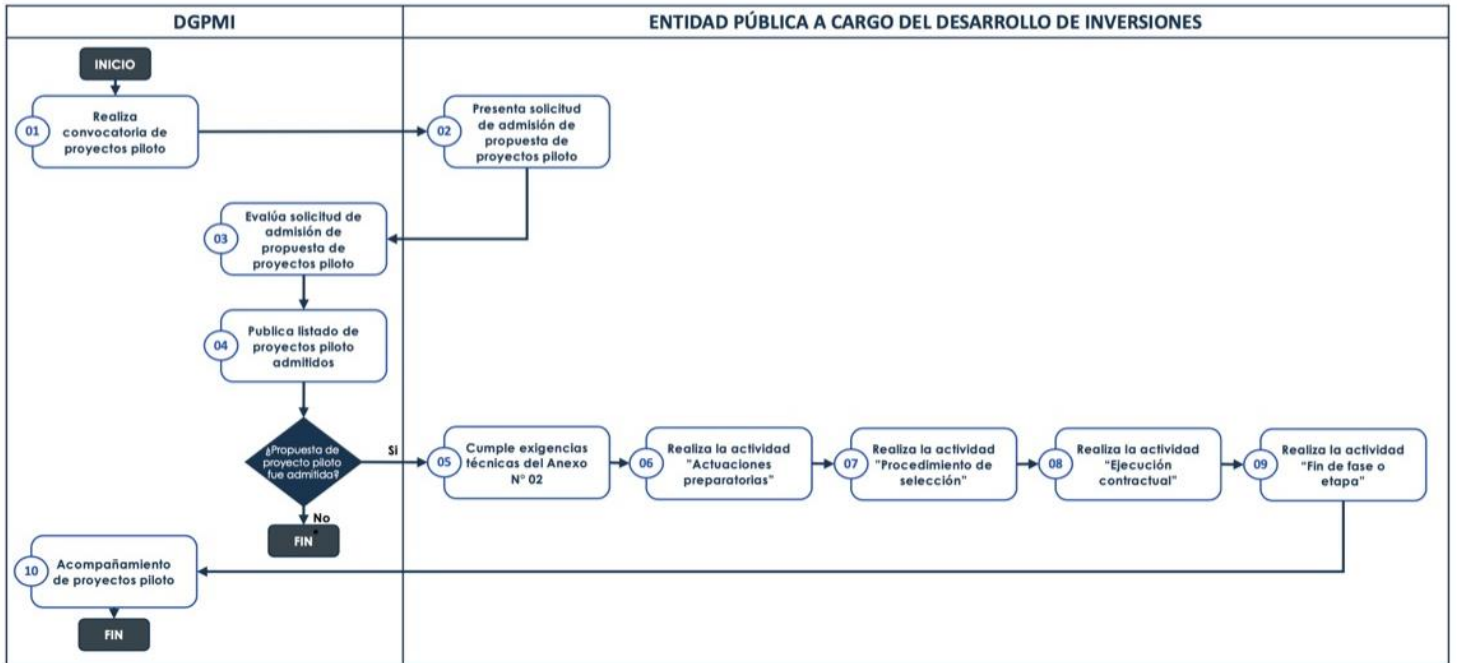 DGPMI
ENTIDAD PÚBLICA A CARGO DEL DESARROLLO DE INVERSIONES
INICIO
01
Realiza
convocatoria de
proyectos piloto
02
Presenta solicitud
de admisión de
propuesta de
proyectos piloto
03
Evalúa solicitud de
admisión de
propuesta de
proyectos piloto
04
Publica listado de
proyectos piloto
admitidos
¿Propuesta de
proyecto piloto
fue admitida?
Si
No
FIN
05
Cumple exigencias
técnicas del Anexo
N° 02
06
Realiza la actividad
"Actuaciones
preparatorias"
07
Realiza la actividad
"Procedimiento de
selección"
08
Realiza la actividad
"Ejecución
contractual"
09
Realiza la actividad
"Fin de fase o
etapa"
10
Acompañamiento
de proyectos piloto
FIN